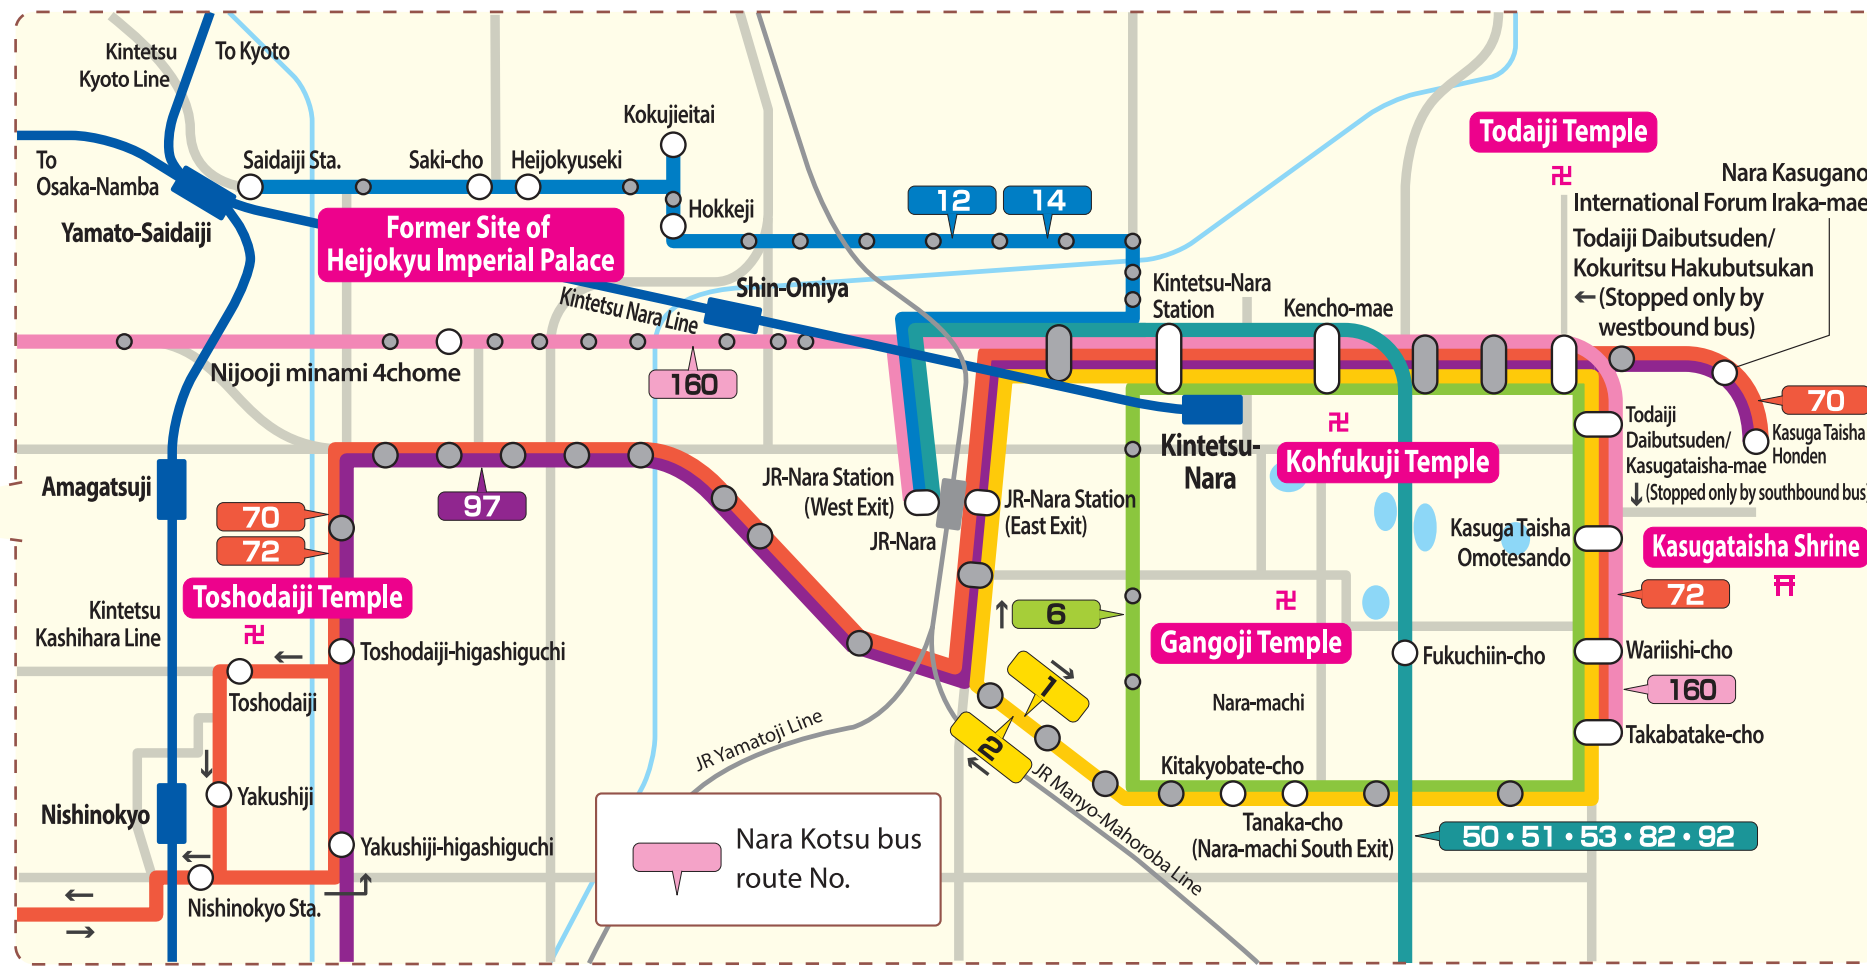 Kintetsu
Kyoto Line
To Kyoto
To
Osaka-Namba
Yamato-Saidaiji
Saidaiji Sta.
Saki-cho
Heijokyuseki
Kokujieitai
Hokkeji
Former Site of
Heijokyu Imperial Palace
12
14
Todaiji Temple
卍
Nara Kasugano
International Forum Iraka-mae
Todaiji Daibutsuden/
Kokuritsu Hakubutsukan
←(Stopped only by
westbound bus)
Shin-Omiya
Kintetsu Nara Line
Kintetsu-Nara
Station
Kencho-mae
Nijooji minami 4chome
160
70
Kasuga Taisha
Honden
Todaiji
Daibutsuden/
Kasugataisha-mae
↓(Stopped only by southbound bus)
卍
Kohfukuji Temple
Kintetsu-
Nara
Amagatsuji
70
72
97
JR-Nara Station
(West Exit)
JR-Nara
JR-Nara Station
(East Exit)
Kasuga Taisha
Omotesando
Kasugataisha Shrine
72
Toshodaiji Temple
卍
Kintetsu
Kashihara Line
Toshodaiji-higashiguchi
Toshodaiji
↑
6
卍
Gangoji Temple
Fukuchiin-cho
Wariishi-cho
160
Takabatake-cho
Nara-machi
→
1
2
←
JR Yamatoji Line
JR Manyo-Mahoroba Line
Kitakyobate-cho
Tanaka-cho
(Nara-machi South Exit)
50・51・53・82・92
Nishinokyo
Yakushiji
Yakushiji-higashiguchi
Nishinokyo Sta.
←
→
Nara Kotsu bus
route No.